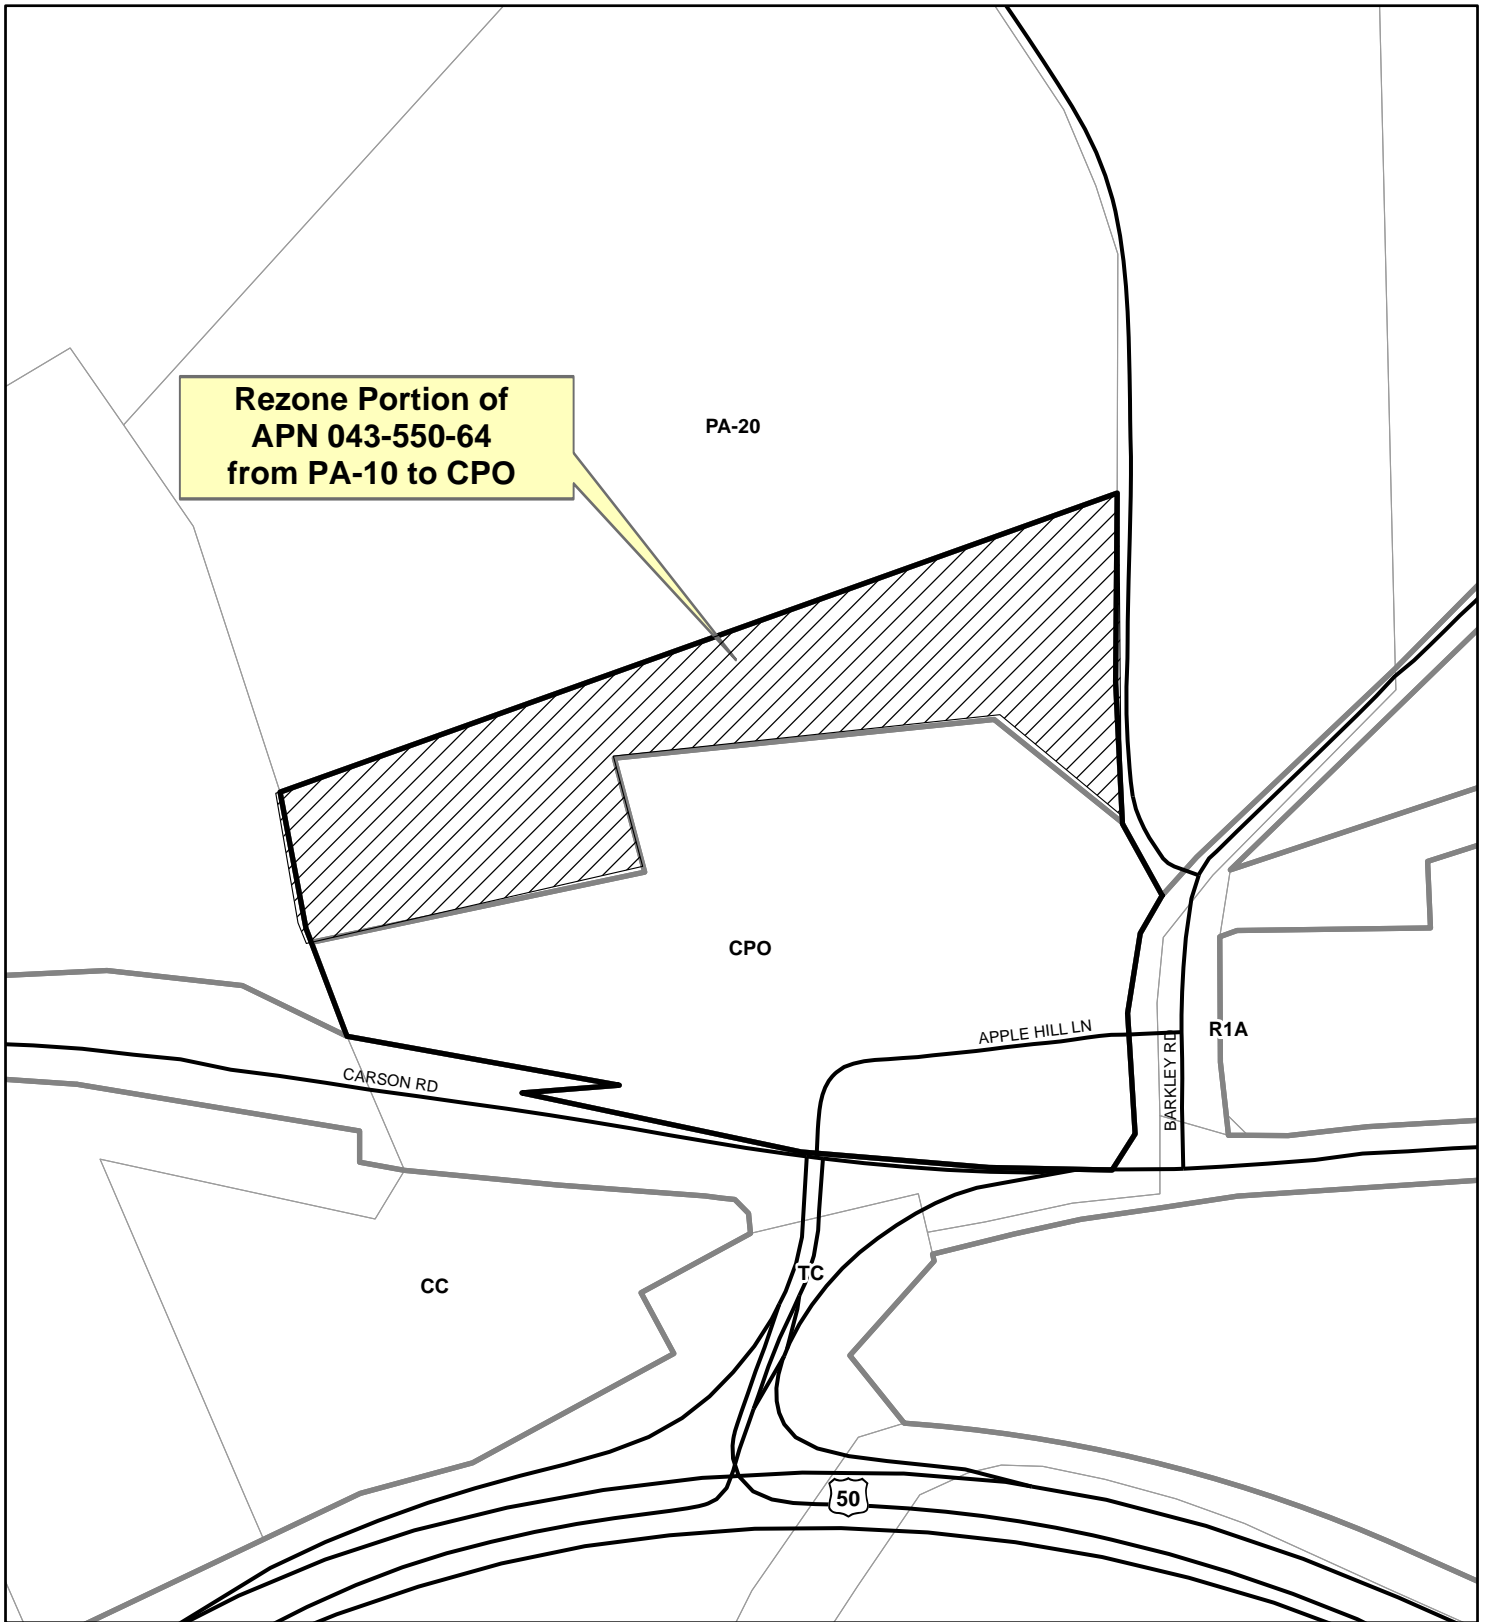 Rezone Portion of
APN 043-550-64
from PA-10 to CPO
PA-20
CPO
APPLE HILL LN
R1A
BARKLEY RD
CARSON RD
TC
CC
50